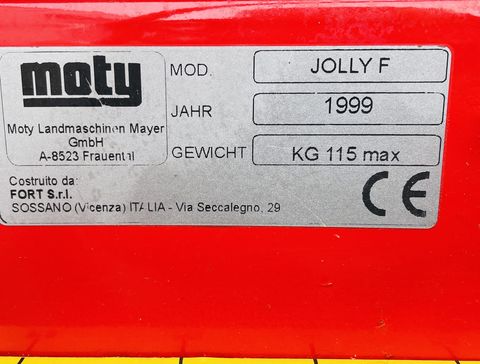 moty
Moty Landmaschinen Mayer
GmbH
A-8523 Frauental
MOD. JOLLY F
JAHR 1999
GEWICHT KG 115 max
Costruito da:
FORT S.r.l.
SOSSANO (Vicenza) ITALIA - Via Seccalegno, 29
CE